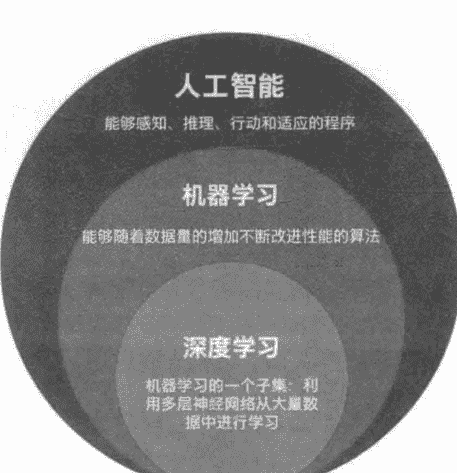 人工智能
能够感知、推理、行动和适应的程序
机器学习
能够随着数据量的增加不断改进性能的算法
深度学习
机器学习的一个子集：利
用多层神经网络从大量数
据中进行学习